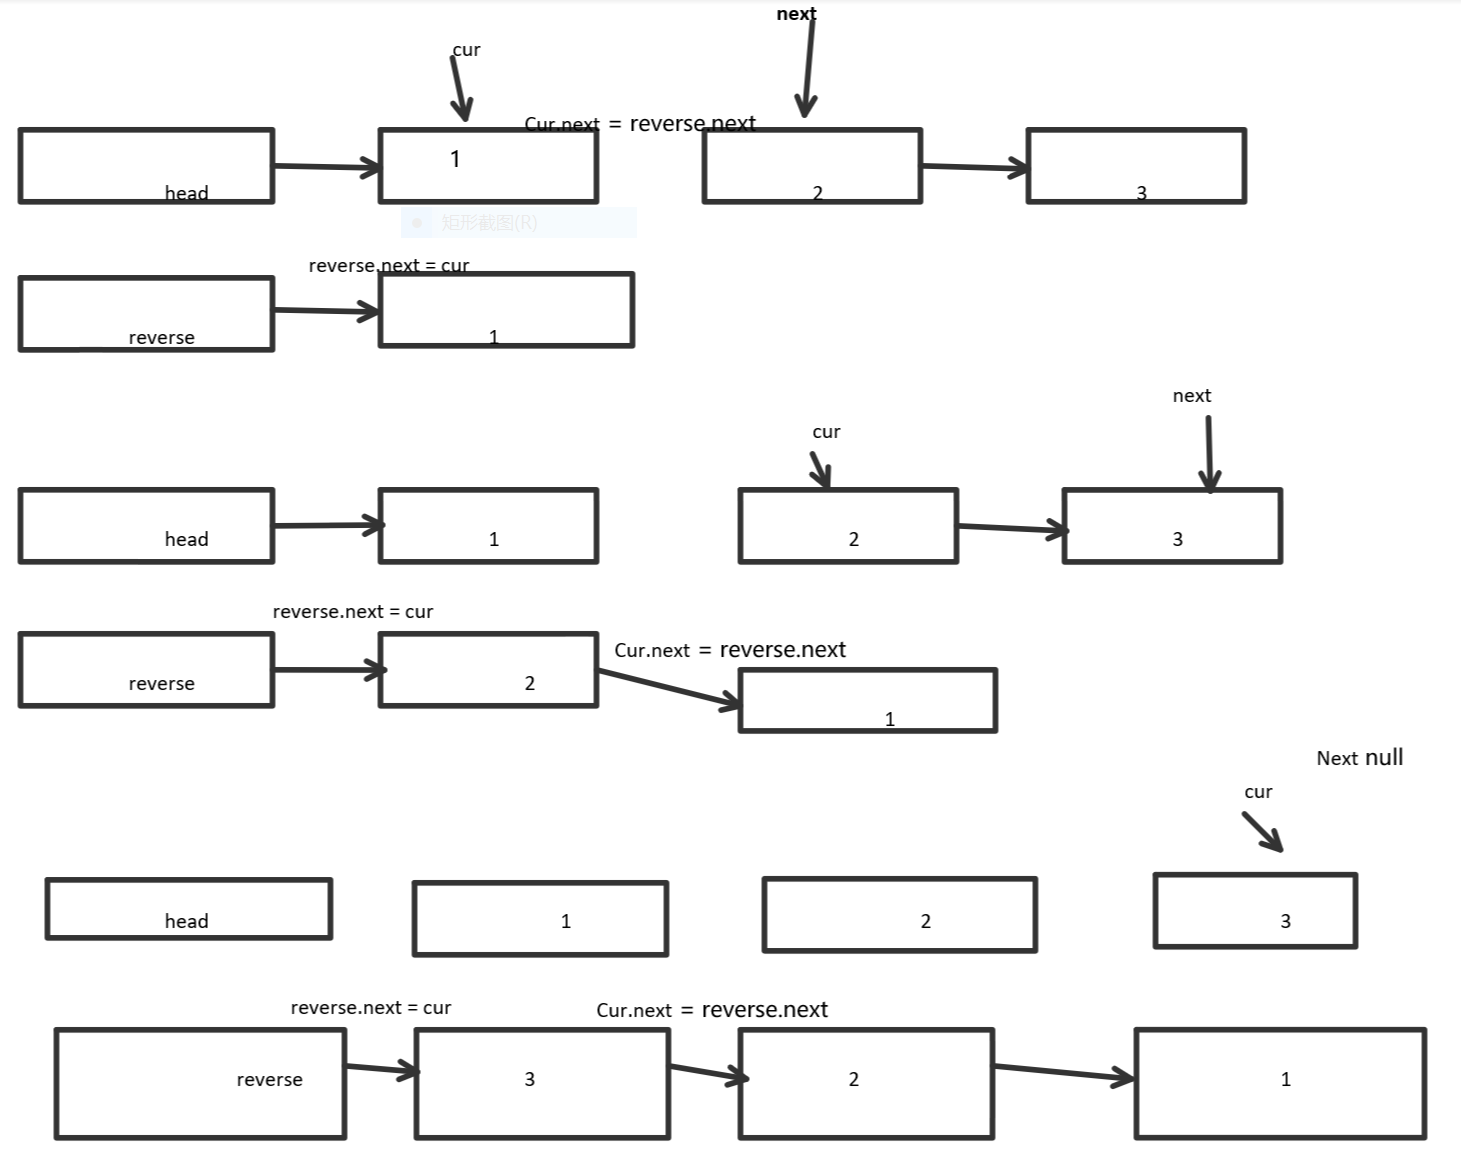 next
cur
Cur.next = reverse.next
1
head
2
3
矩形截图(R)
reverse.next = cur
reverse
1
next
cur
head
1
2
3
reverse.next = cur
Cur.next = reverse.next
reverse
2
1
Next null
cur
head
1
2
3
reverse.next = cur
Cur.next = reverse.next
reverse
3
2
1